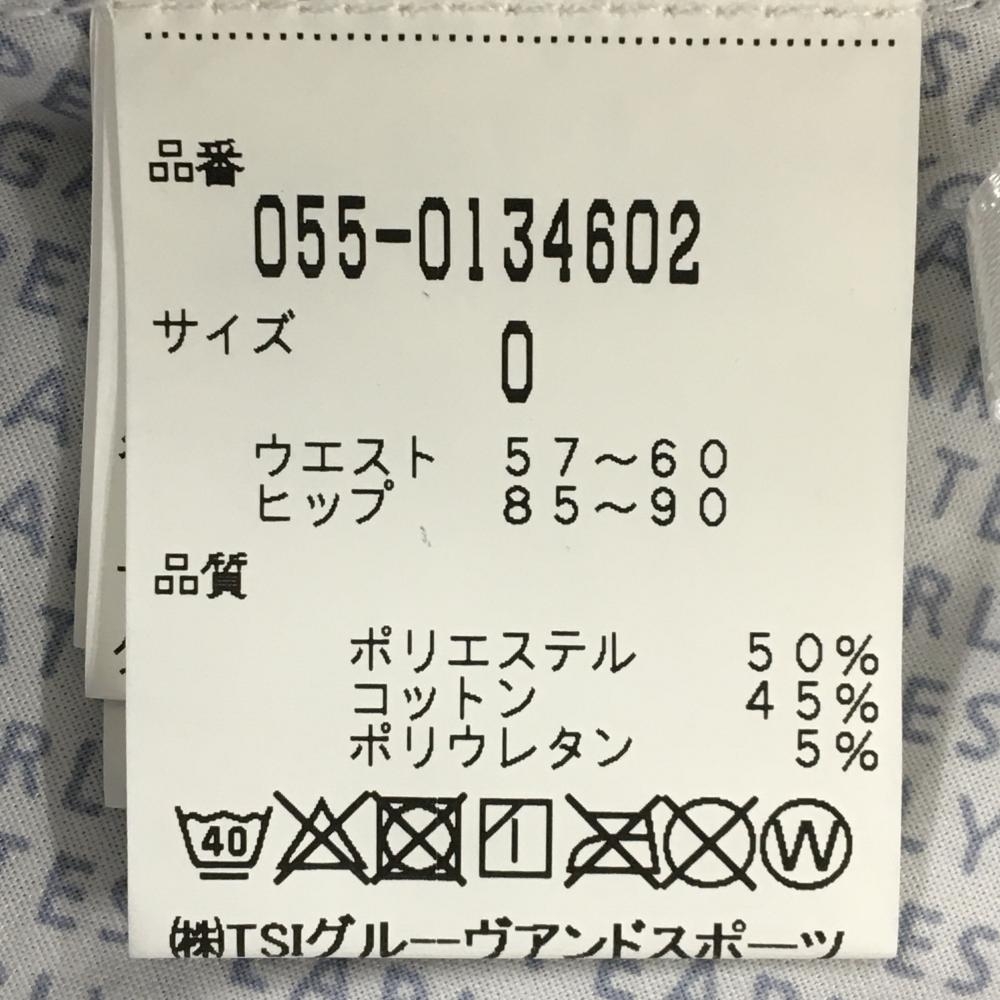 品番
055-0134602
サイズ
0
ウエスト 57〜60
ヒップ 85〜90
品質
ポリエステル 50%
コットン 45%
ポリウレタン 5%
40 W
㈱TSIグルーヴアンドスポーツ